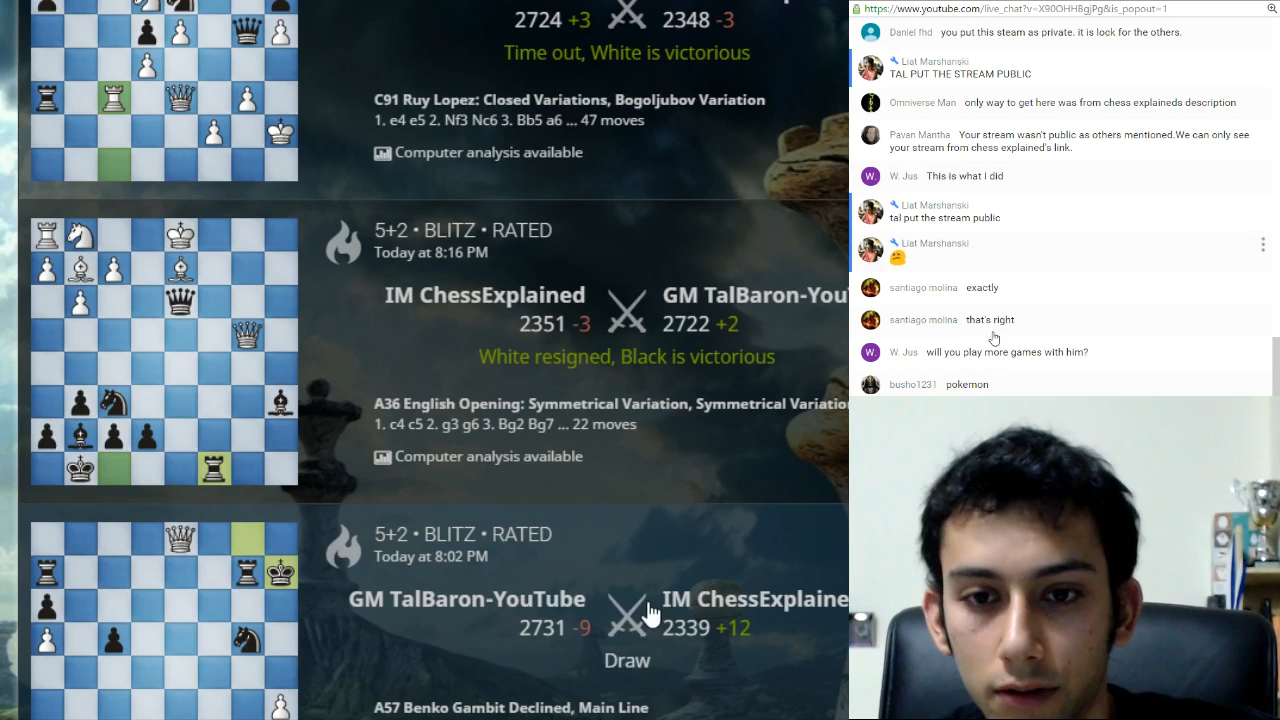 2724 +3
2348 -3
Time out, White is victorious
C91 Ruy Lopez: Closed Variations, Bogoljubov Variation
1. e4 e5 2. Nf3 Nc6 3. Bb5 a6 ... 47 moves
Computer analysis available
5+2 • BLITZ • RATED
Today at 8:16 PM
IM ChessExplained
GM TalBaron-You
2351 -3
2722 +2
White resigned, Black is victorious
A36 English Opening: Symmetrical Variation, Symmetrical Variatio
1. c4 c5 2. g3 g6 3. Bg2 Bg7 ... 22 moves
Computer analysis available
5+2 • BLITZ • RATED
Today at 8:02 PM
GM TalBaron-YouTube
IM ChessExplaine
2731 -9
2339 +12
Draw
A57 Benko Gambit Declined, Main Line
https://www.youtube.com/live_chat?v=X90OHHBgjPg&is_popout=1
Daniel fhd you put this steam as private. it is lock for the others.
Liat Marshanski
TAL PUT THE STREAM PUBLIC
Omniverse Man only way to get here was from chess explaineds description
Pavan Mantha Your stream wasn't public as others mentioned.We can only see
your stream from chess explained's link.
W. W. Jus This is what I did
Liat Marshanski
tal put the stream public
Liat Marshanski
santiago molina exactly
santiago molina that's right
W. W. Jus will you play more games with him?
busho1231 pokemon